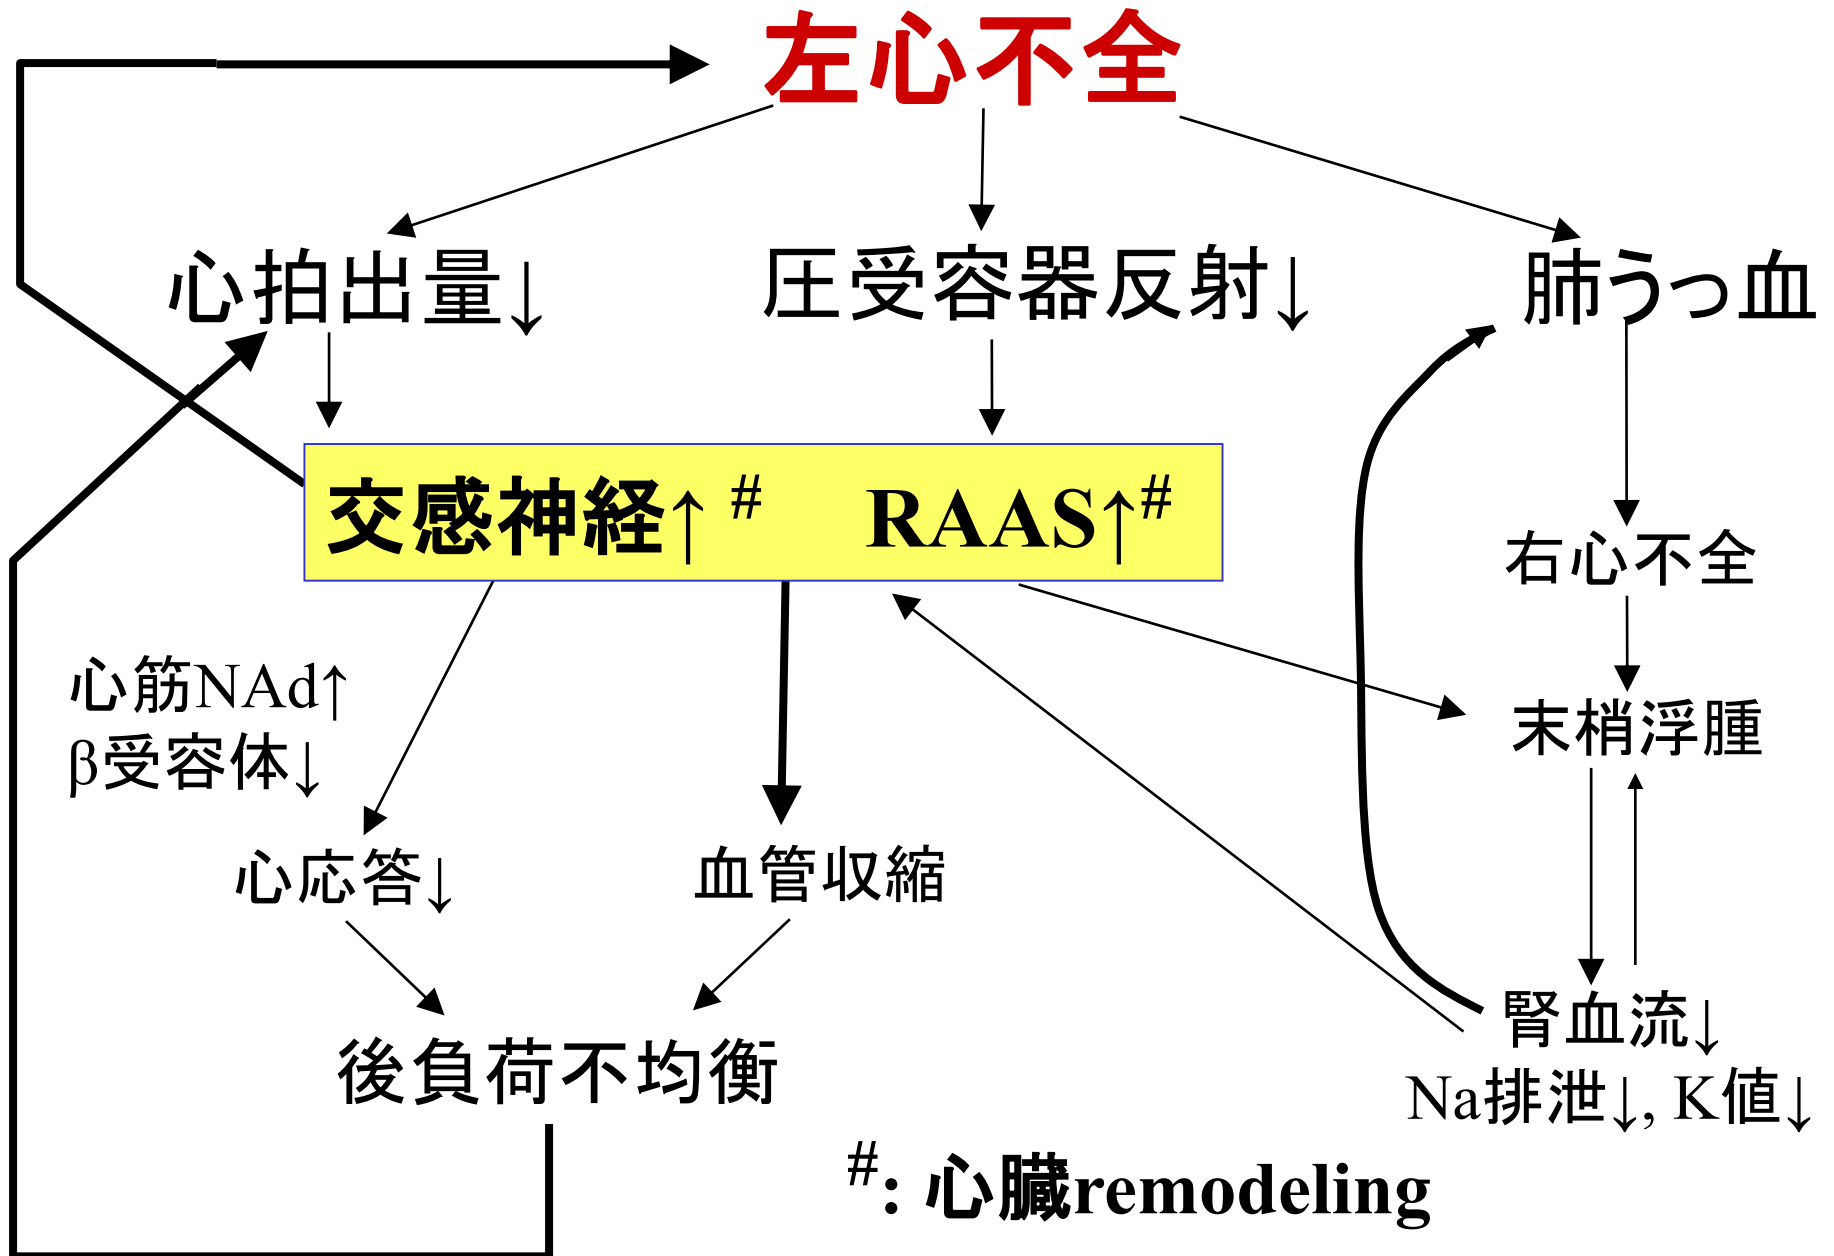 左心不全
心拍出量↓
圧受容器反射↓
肺うっ血
交感神経↑ # RAAS↑#
右心不全
心筋NAd↑
β受容体↓
末梢浮腫
心応答↓
血管収縮
腎血流↓
Na排泄↓, K値↓
後負荷不均衡
#: 心臓remodeling